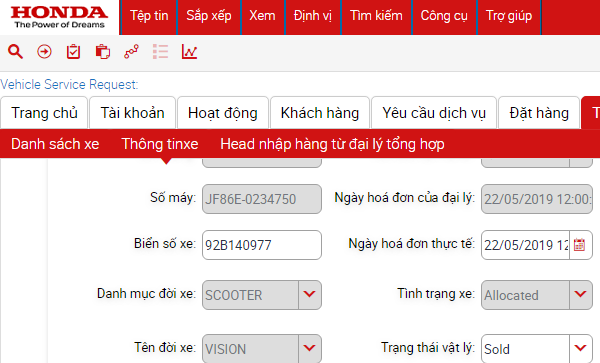 HONDA Tệp tin Sắp xếp Xem Định vị Tìm kiếm Công cụ Trợ giúp
The Power of Dreams
Vehicle Service Request:
Trang chủ Tài khoản Hoạt động Khách hàng Yêu cầu dịch vụ Đặt hàng T
Danh sách xe Thông tinxe Head nhập hàng từ đại lý tổng hợp
Số máy: JF86E-0234750 Ngày hoá đơn của đại lý: 22/05/2019 12:00:
Biển số xe: 92B140977 Ngày hoá đơn thực tế: 22/05/2019 12
Danh mục đời xe: SCOOTER Tình trạng xe: Allocated
Tên đời xe: VISION Trạng thái vật lý: Sold